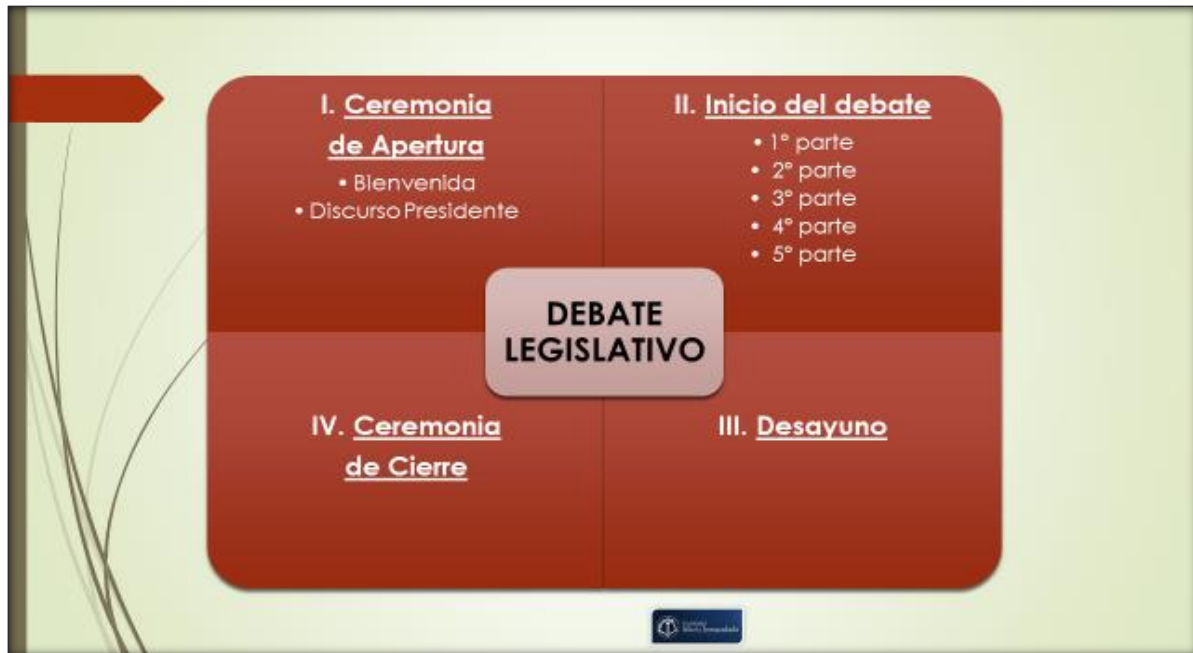 I. Ceremonia
de Apertura
• Bienvenida
• Discurso Presidente
II. Inicio del debate
• 1° parte
• 2° parte
• 3° parte
• 4° parte
• 5° parte
DEBATE
LEGISLATIVO
IV. Ceremonia
de Cierre
III. Desayuno